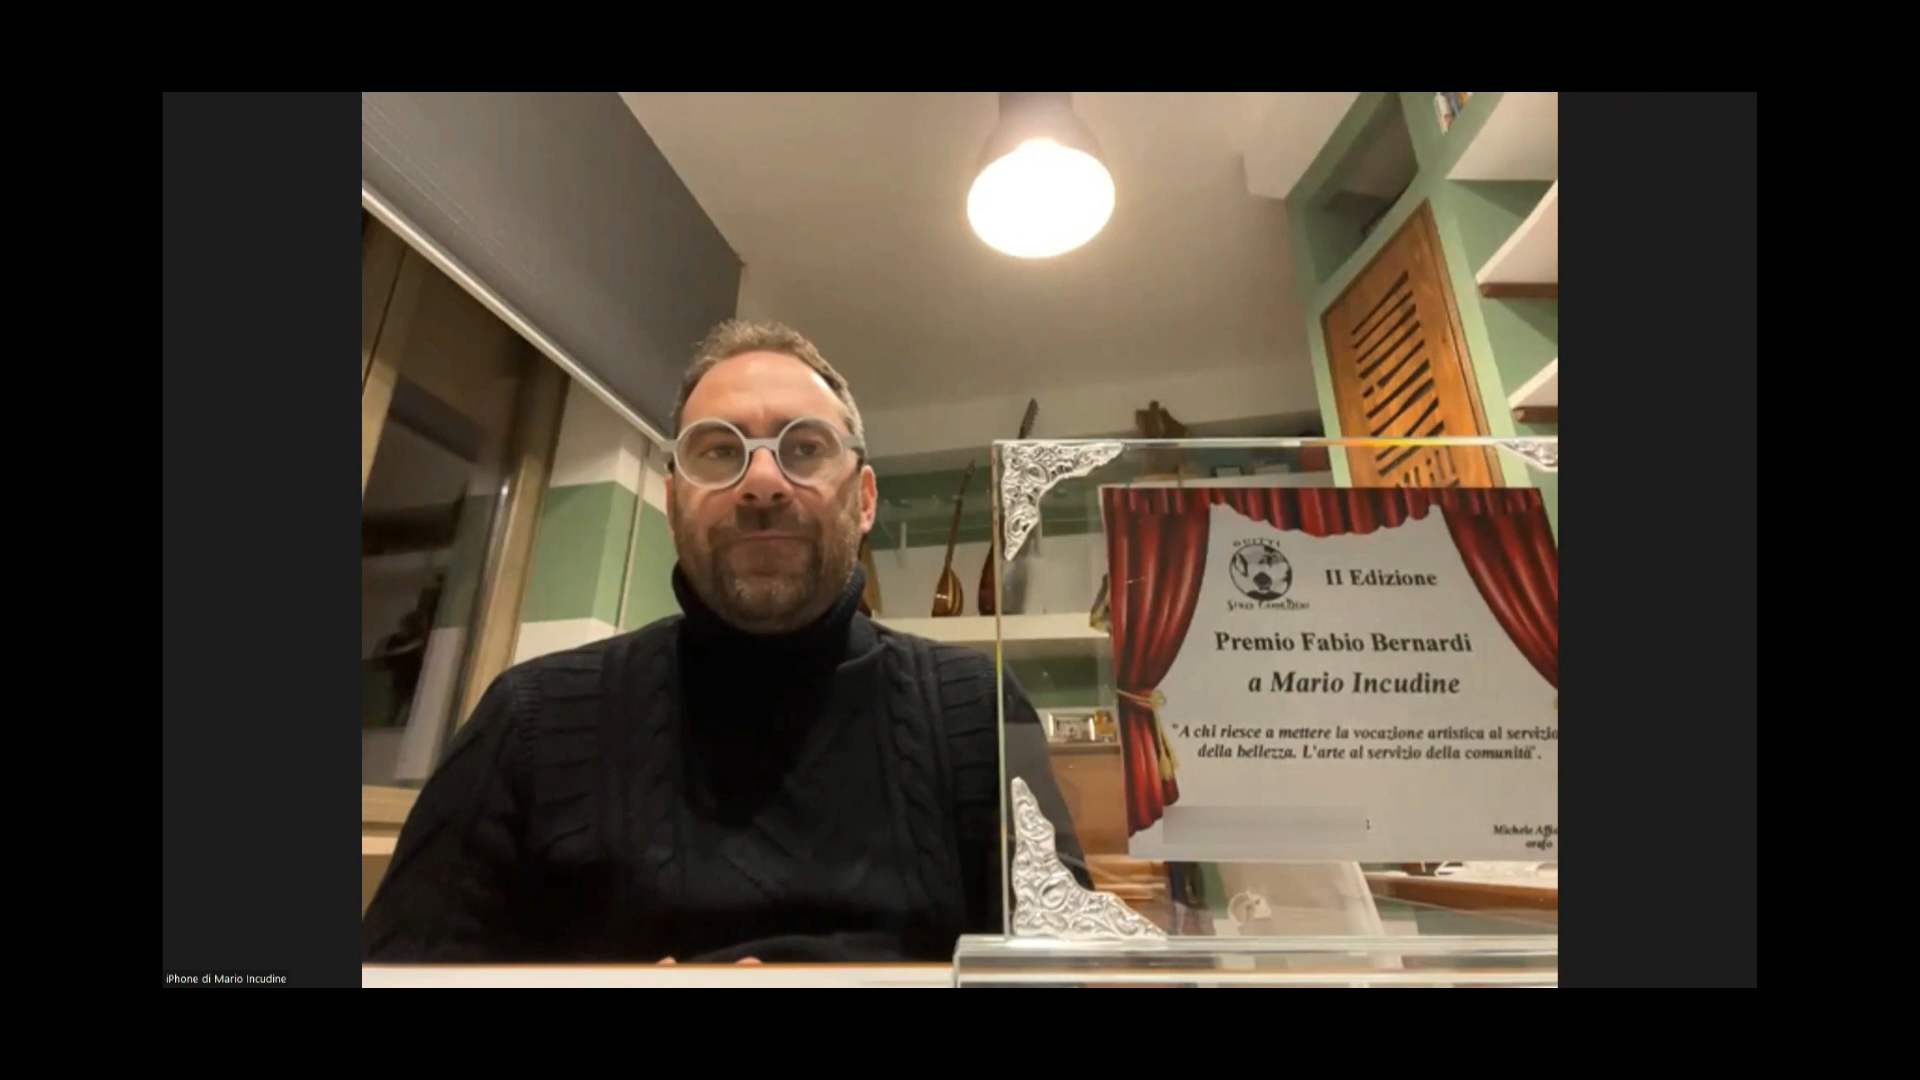 II Edizione
Premio Fabio Bernardi
a Mario Incudine
"A chi riesce a mettere la vocazione artistica al servizio
della bellezza. L'arte al servizio della comunità".
Michele
orafo
iPhone di Mario Incudine